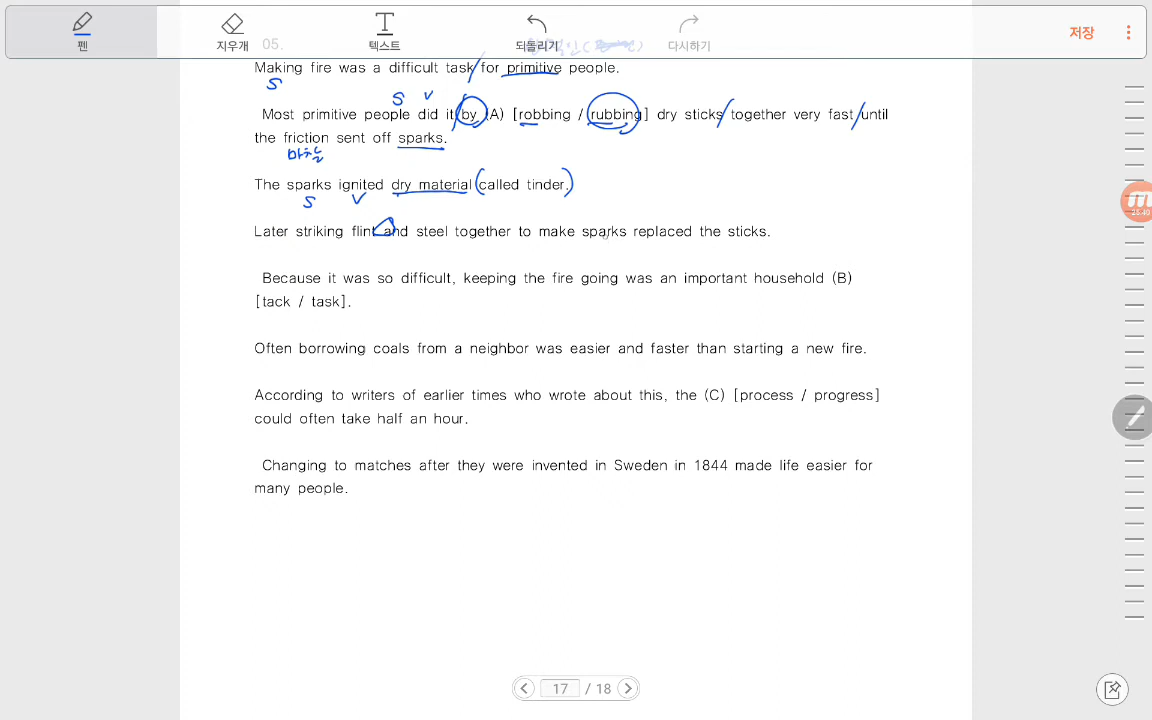 펜
지우개
텍스트
되돌리기
다시하기
저장
05.
Making fire was a difficult task for primitive people.
S
S V
Most primitive people did it by (A) [robbing / rubbing] dry sticks together very fast until
the friction sent off sparks.
마찰
The sparks ignited dry material (called tinder.)
S V
Later striking flint and steel together to make sparks replaced the sticks.
Because it was so difficult, keeping the fire going was an important household (B)
[tack / task].
Often borrowing coals from a neighbor was easier and faster than starting a new fire.
According to writers of earlier times who wrote about this, the (C) [process / progress]
could often take half an hour.
Changing to matches after they were invented in Sweden in 1844 made life easier for
many people.
17 / 18